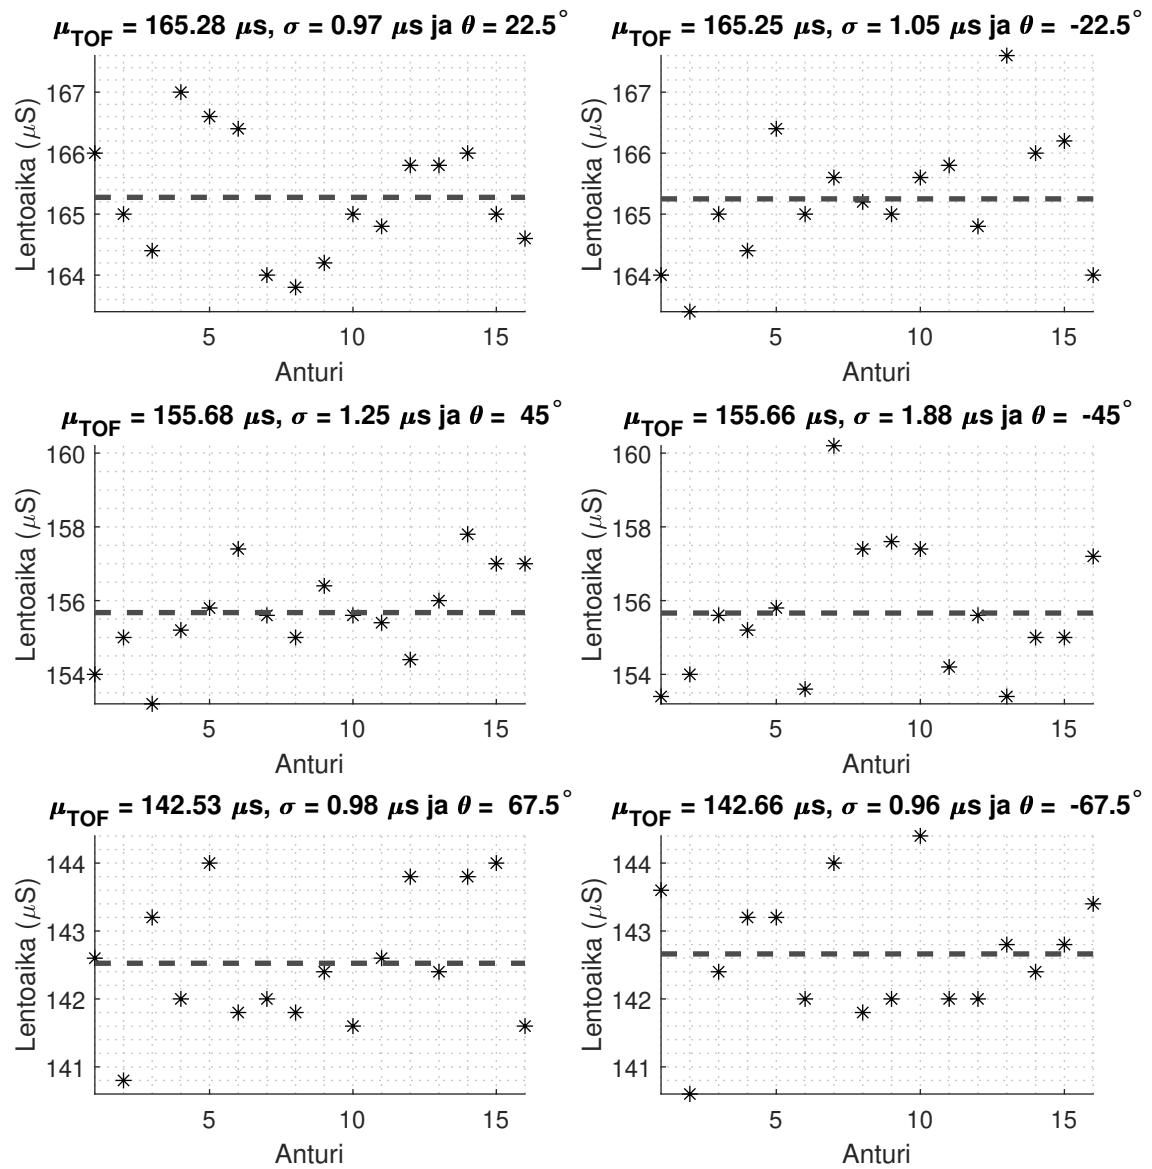 μTOF = 165.28 μs, σ = 0.97 μs ja θ = 22.5°
167
166
165
164
Lentoaika (μS)
5
10
15
Anturi
μTOF = 165.25 μs, σ = 1.05 μs ja θ = -22.5°
167
166
165
164
Lentoaika (μS)
5
10
15
Anturi
μTOF = 155.68 μs, σ = 1.25 μs ja θ = 45°
160
158
156
154
Lentoaika (μS)
5
10
15
Anturi
μTOF = 155.66 μs, σ = 1.88 μs ja θ = -45°
160
158
156
154
Lentoaika (μS)
5
10
15
Anturi
μTOF = 142.53 μs, σ = 0.98 μs ja θ = 67.5°
144
143
142
141
Lentoaika (μS)
5
10
15
Anturi
μTOF = 142.66 μs, σ = 0.96 μs ja θ = -67.5°
144
143
142
141
Lentoaika (μS)
5
10
15
Anturi